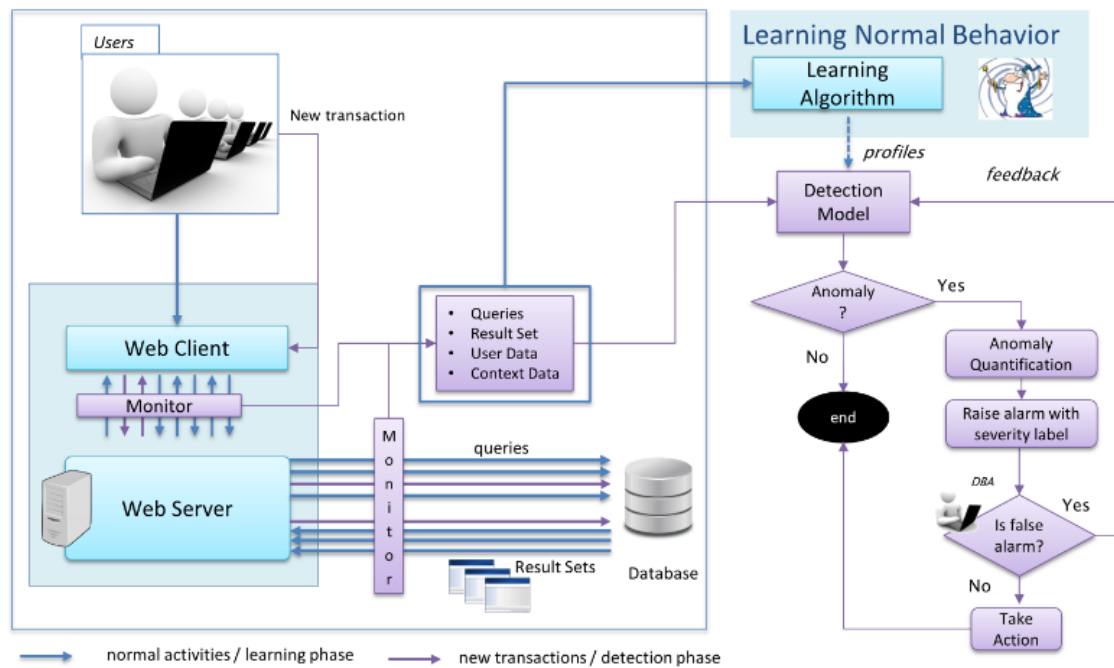 Users
New transaction
Web Client
Monitor
Web Server
• Queries
• Result Set
• User Data
• Context Data
Monitor
queries
Result Sets
Database
Learning Normal Behavior
Learning
Algorithm
profiles
feedback
Detection
Model
Anomaly
?
Yes
No
Anomaly
Quantification
end
Raise alarm with
severity label
DBA
Is false
alarm?
Yes
No
Take
Action
normal activities / learning phase
new transactions / detection phase